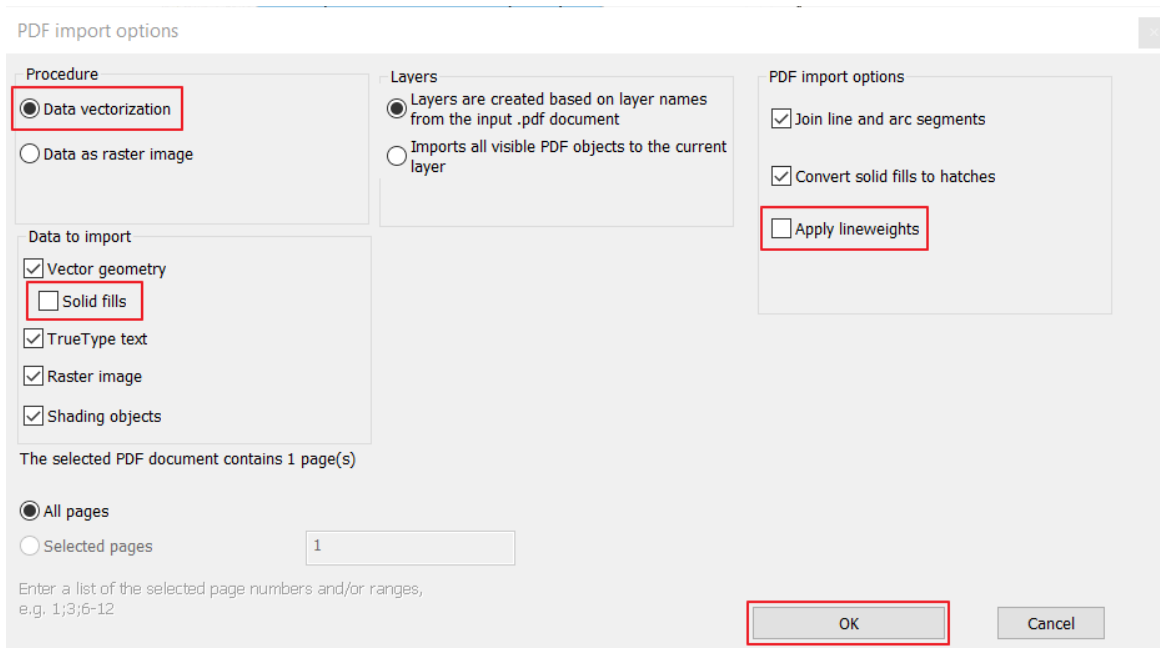 PDF import options
Procedure
Data vectorization
Data as raster image
Layers
Layers are created based on layer names
from the input .pdf document
Imports all visible PDF objects to the current
layer
PDF import options
Join line and arc segments
Convert solid fills to hatches
Apply lineweights
Data to import
Vector geometry
Solid fills
TrueType text
Raster image
Shading objects
The selected PDF document contains 1 page(s)
All pages
Selected pages
1
Enter a list of the selected page numbers and/or ranges,
e.g. 1;3;6-12
OK
Cancel